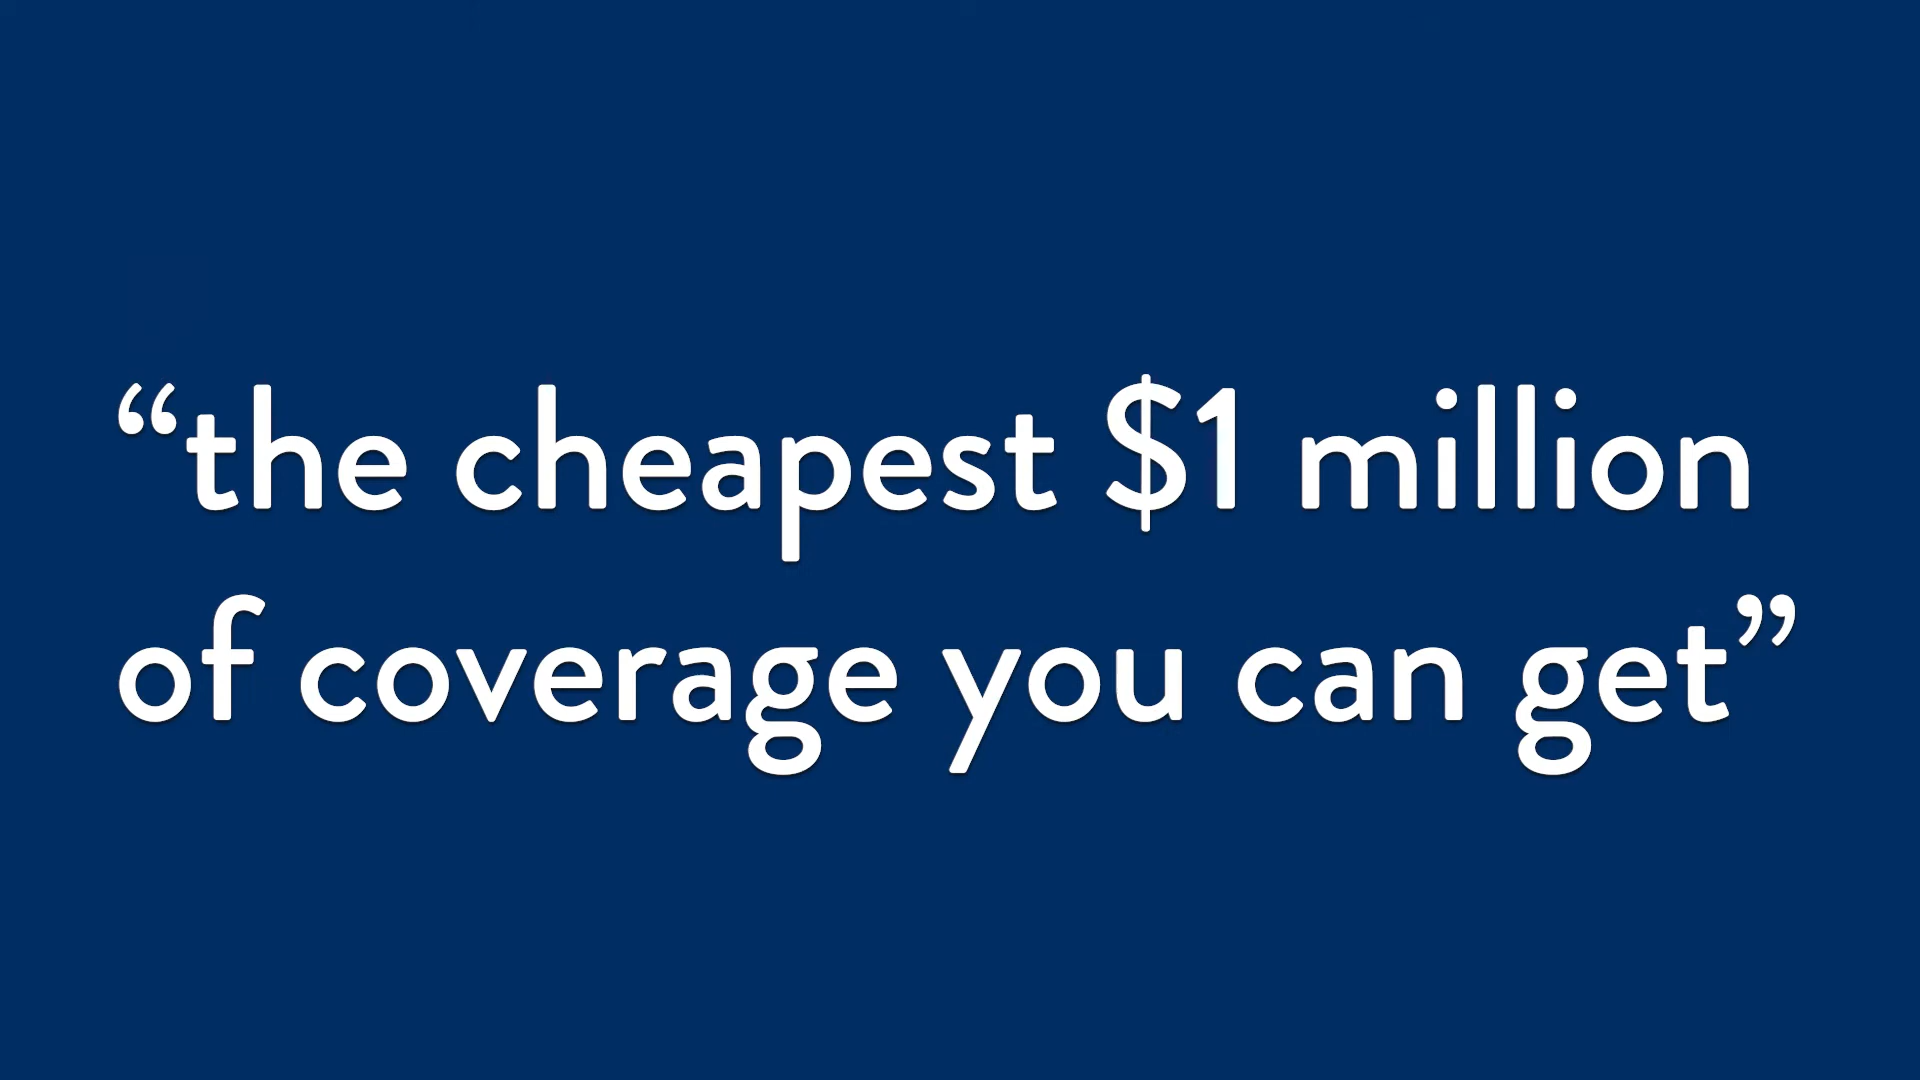 “the cheapest $1 million
of coverage you can get”